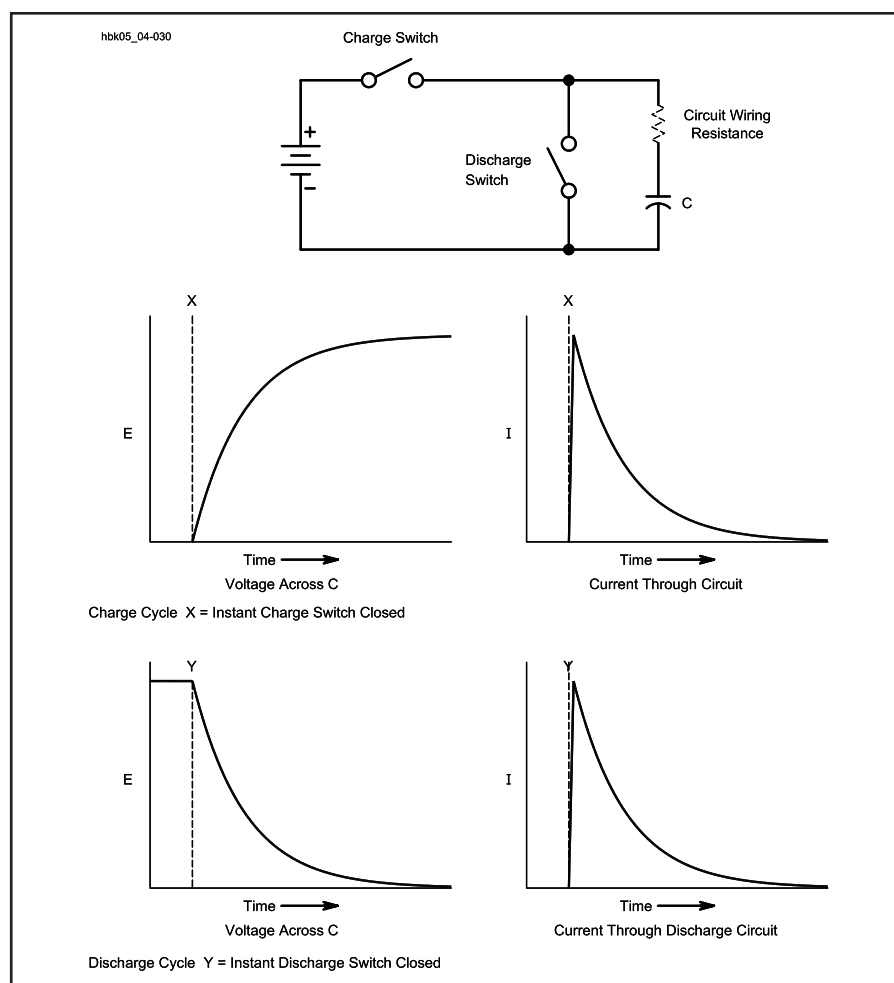 hbk05_04-030
Charge Switch
+
Circuit Wiring
Resistance
Discharge
Switch
−
C
X
X
E
I
Time
Time
Voltage Across C
Current Through Circuit
Charge Cycle X = Instant Charge Switch Closed
Y
Y
E
I
Time
Time
Voltage Across C
Current Through Discharge Circuit
Discharge Cycle Y = Instant Discharge Switch Closed